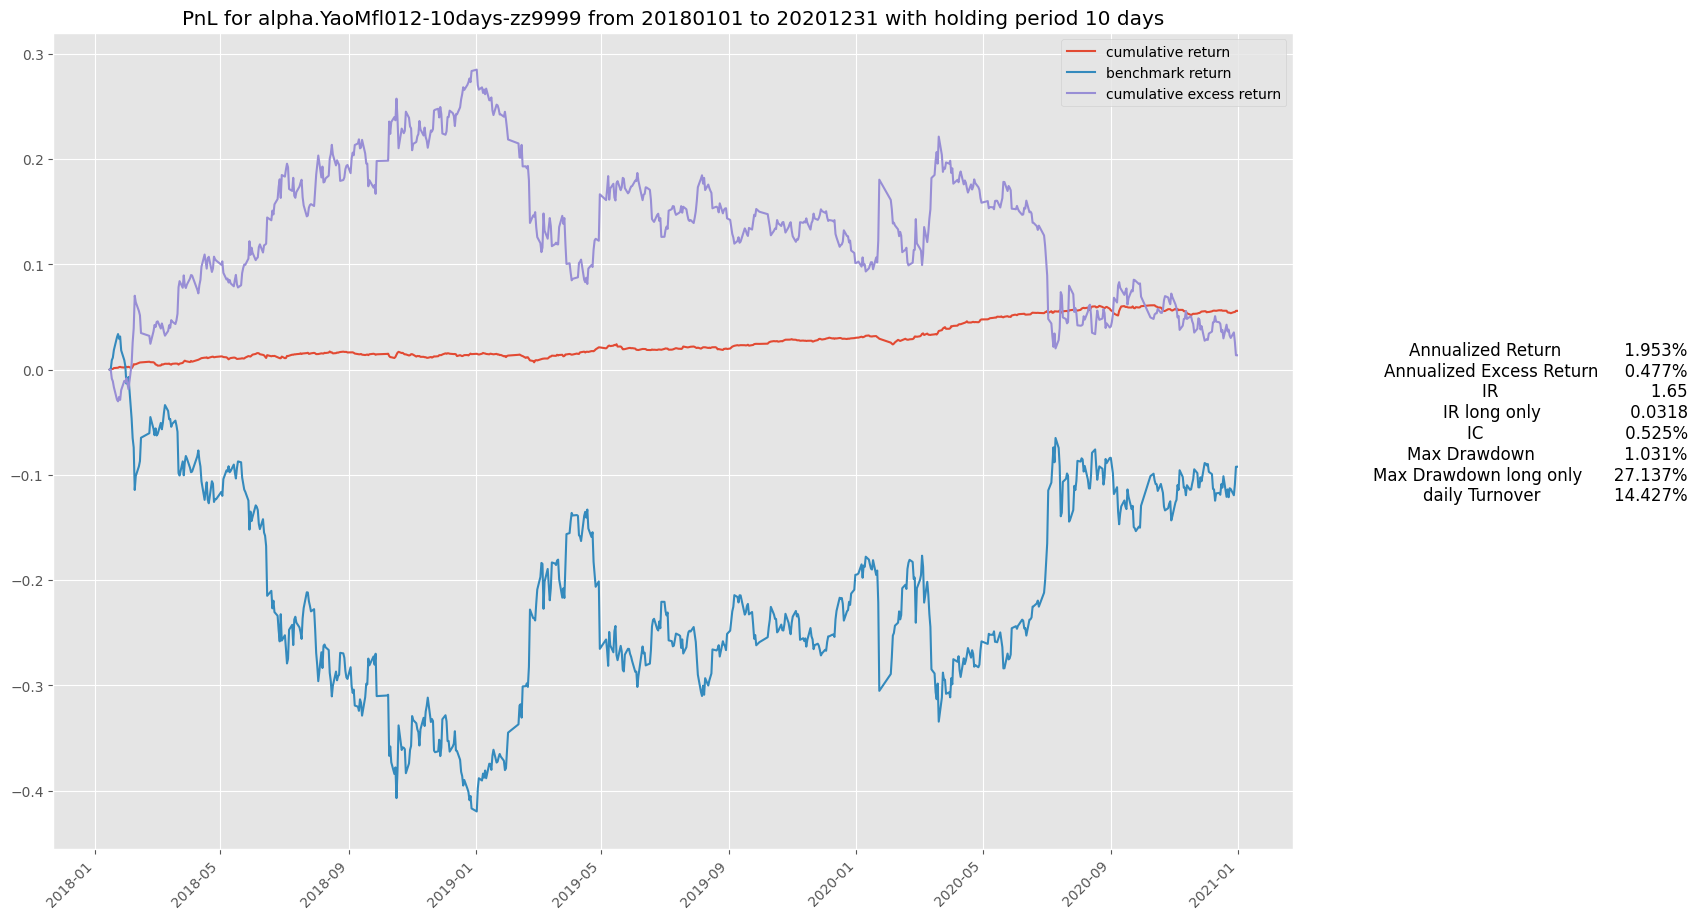 PnL for alpha.YaoMfl012-10days-zz9999 from 20180101 to 20201231 with holding period 10 days
cumulative return
benchmark return
cumulative excess return
0.3
0.2
0.1
0.0
−0.1
−0.2
−0.3
−0.4
2018-01
2018-05
2018-09
2019-01
2019-05
2019-09
2020-01
2020-05
2020-09
2021-01
Annualized Return 1.953%
Annualized Excess Return 0.477%
IR 1.65
IR long only 0.0318
IC 0.525%
Max Drawdown 1.031%
Max Drawdown long only 27.137%
daily Turnover 14.427%